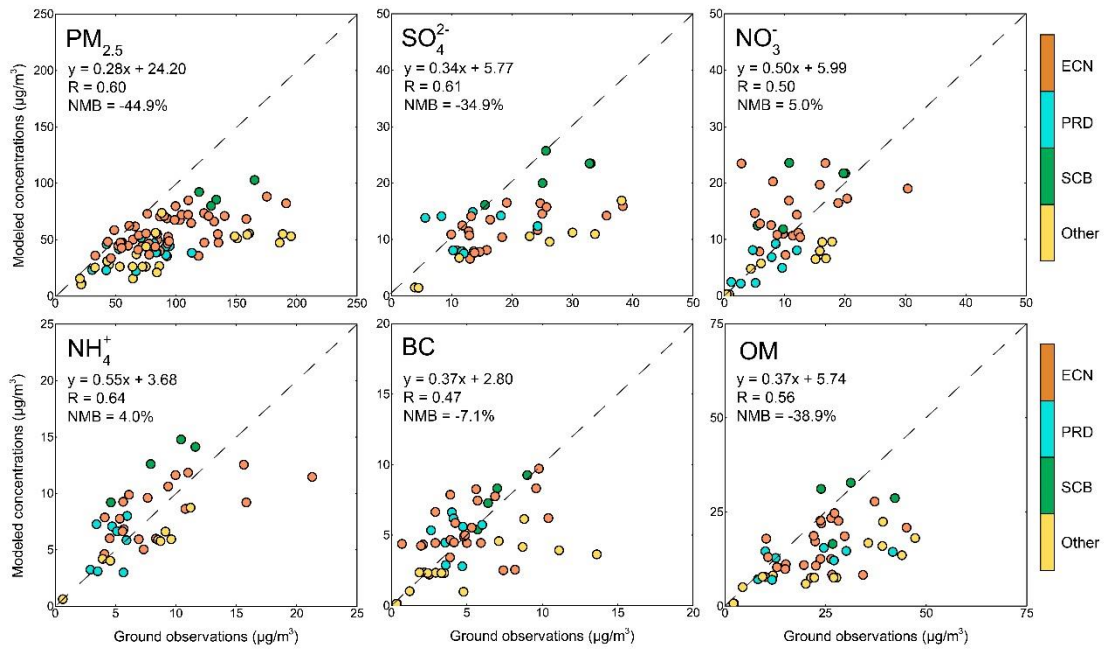 PM2.5
y = 0.28x + 24.20
R = 0.60
NMB = -44.9%
250
200
150
100
50
0
0 50 100 150 200 250
SO4^2-
y = 0.34x + 5.77
R = 0.61
NMB = -34.9%
50
40
30
20
10
0
0 10 20 30 40 50
NO3^-
y = 0.50x + 5.99
R = 0.50
NMB = 5.0%
50
40
30
20
10
0
0 10 20 30 40 50
Modeled concentrations (μg/m³)
ECN
PRD
SCB
Other
NH4^+
y = 0.55x + 3.68
R = 0.64
NMB = 4.0%
25
20
15
10
5
0
0 5 10 15 20 25
BC
y = 0.37x + 2.80
R = 0.47
NMB = -7.1%
20
15
10
5
0
0 5 10 15 20
OM
y = 0.37x + 5.74
R = 0.56
NMB = -38.9%
75
50
25
0
0 25 50 75
Modeled concentrations (μg/m³)
ECN
PRD
SCB
Other
Ground observations (μg/m³)
Ground observations (μg/m³)
Ground observations (μg/m³)